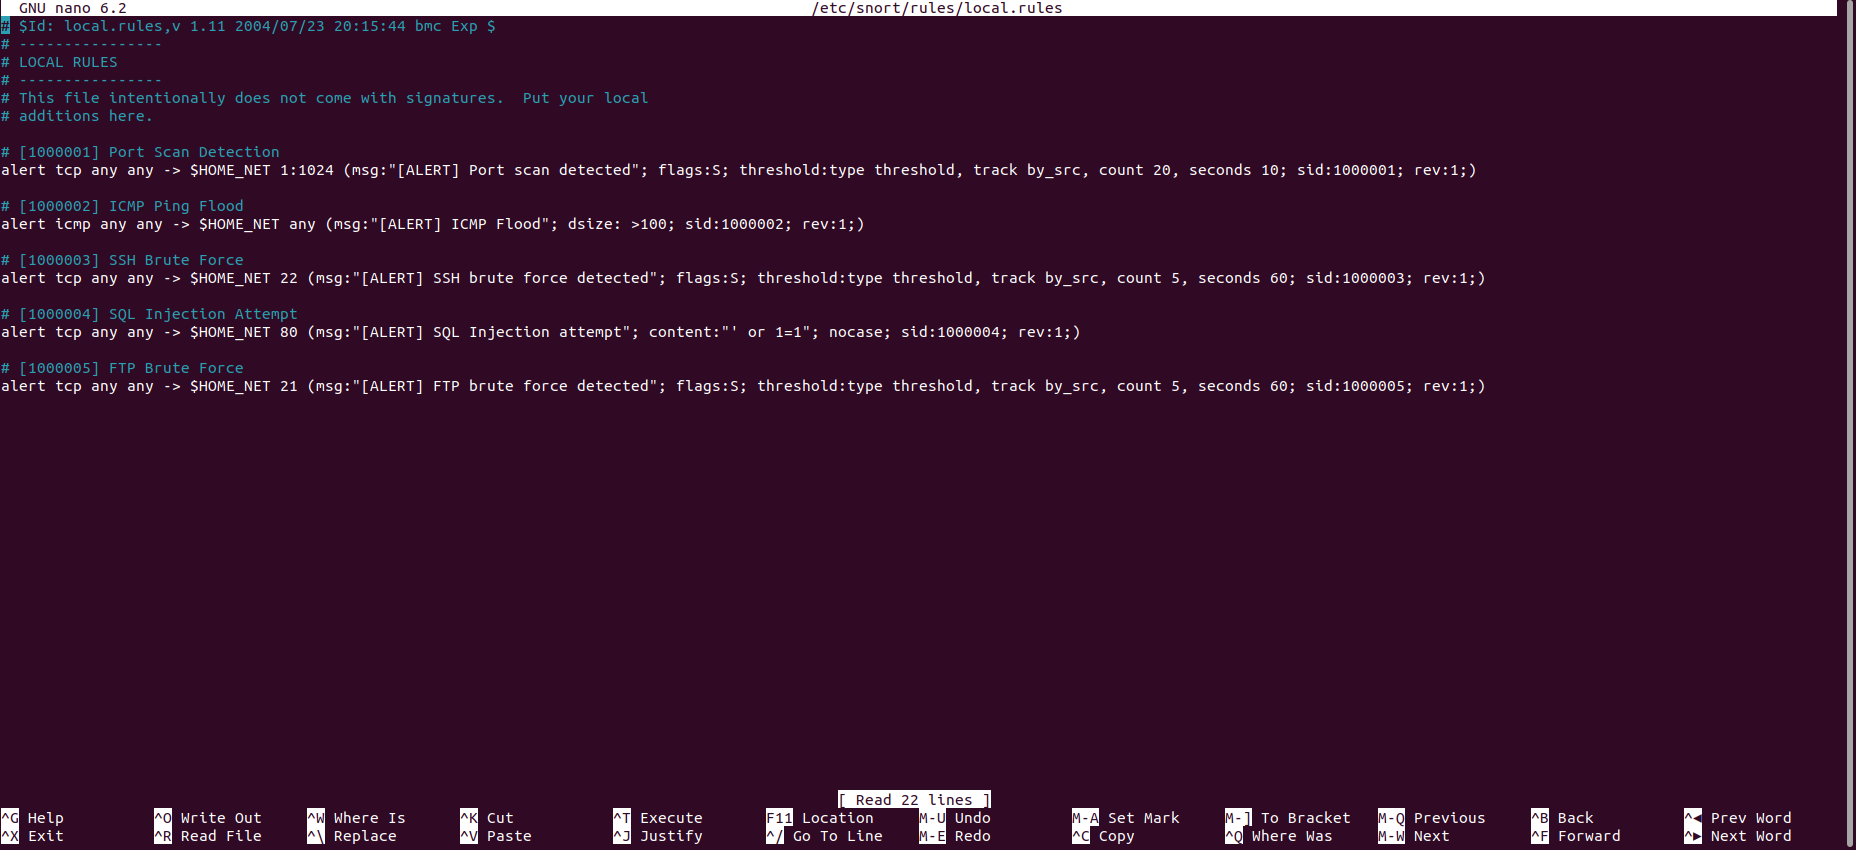 GNU nano 6.2 /etc/snort/rules/local.rules
# $Id: local.rules,v 1.11 2004/07/23 20:15:44 bmc Exp $
# ----------------
# LOCAL RULES
# ----------------
# This file intentionally does not come with signatures.  Put your local
# additions here.
# [1000001] Port Scan Detection
alert tcp any any -> $HOME_NET 1:1024 (msg:"[ALERT] Port scan detected"; flags:S; threshold:type threshold, track by_src, count 20, seconds 10; sid:1000001; rev:1;)
# [1000002] ICMP Ping Flood
alert icmp any any -> $HOME_NET any (msg:"[ALERT] ICMP Flood"; dsize: >100; sid:1000002; rev:1;)
# [1000003] SSH Brute Force
alert tcp any any -> $HOME_NET 22 (msg:"[ALERT] SSH brute force detected"; flags:S; threshold:type threshold, track by_src, count 5, seconds 60; sid:1000003; rev:1;)
# [1000004] SQL Injection Attempt
alert tcp any any -> $HOME_NET 80 (msg:"[ALERT] SQL Injection attempt"; content:"' or 1=1"; nocase; sid:1000004; rev:1;)
# [1000005] FTP Brute Force
alert tcp any any -> $HOME_NET 21 (msg:"[ALERT] FTP brute force detected"; flags:S; threshold:type threshold, track by_src, count 5, seconds 60; sid:1000005; rev:1;)
[ Read 22 lines ]
^G Help ^O Write Out ^W Where Is ^K Cut ^T Execute F11 Location M-U Undo M-A Set Mark M-] To Bracket M-Q Previous ^B Back ^◀ Prev Word
^X Exit ^R Read File ^\ Replace ^V Paste ^J Justify ^/ Go To Line M-E Redo ^C Copy ^Q Where Was M-W Next ^F Forward ^▶ Next Word